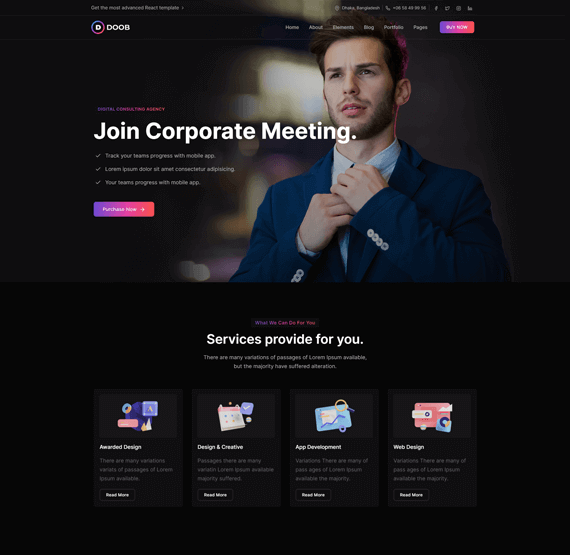 Get the most advanced React template
Dhaka, Bangladesh
+06 58 49 99 56
DOOB
Home About Elements Blog Portfolio Pages BUY NOW
DIGITAL CONSULTING AGENCY
Join Corporate Meeting.
Track your teams progress with mobile app.
Lorem ipsum dolor sit amet consectetur adipisicing.
Your teams progress with mobile app.
Purchase Now
What We Can Do For You
Services provide for you.
There are many variations of passages of Lorem Ipsum available,
but the majority have suffered alteration.
Awarded Design
There are many variations
variats of passages of Lorem
Ipsum available.
Read More
Design & Creative
Passages there are many
variatin Lorem Ipsum available
majority suffered.
Read More
App Development
Variations There are many of
pass ages of Lorem Ipsum
available the majority.
Read More
Web Design
Variations There are many of
pass ages of Lorem Ipsum
available the majority.
Read More